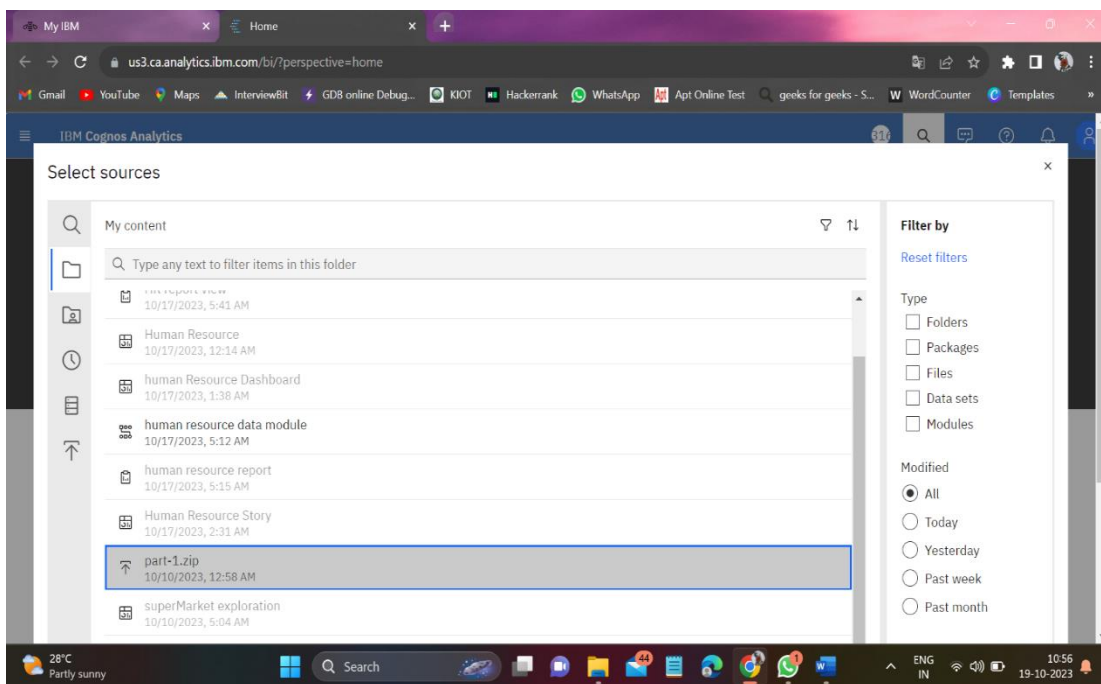 My IBM
Home
us3.ca.analytics.ibm.com/bi/?perspective=home
Gmail YouTube Maps InterviewBit GDB online Debug... KIOT Hackerrank WhatsApp Apt Online Test geeks for geeks - S... WordCounter Templates »
IBM Cognos Analytics
Select sources
My content
Type any text to filter items in this folder
10/17/2023, 5:41 AM
Human Resource
10/17/2023, 12:14 AM
human Resource Dashboard
10/17/2023, 1:38 AM
human resource data module
10/17/2023, 5:12 AM
human resource report
10/17/2023, 5:15 AM
Human Resource Story
10/17/2023, 2:31 AM
part-1.zip
10/10/2023, 12:58 AM
superMarket exploration
10/10/2023, 5:04 AM
Filter by
Reset filters
Type
Folders
Packages
Files
Data sets
Modules
Modified
All
Today
Yesterday
Past week
Past month
28°C
Partly sunny
Search
44
1
ENG
IN
10:56
19-10-2023